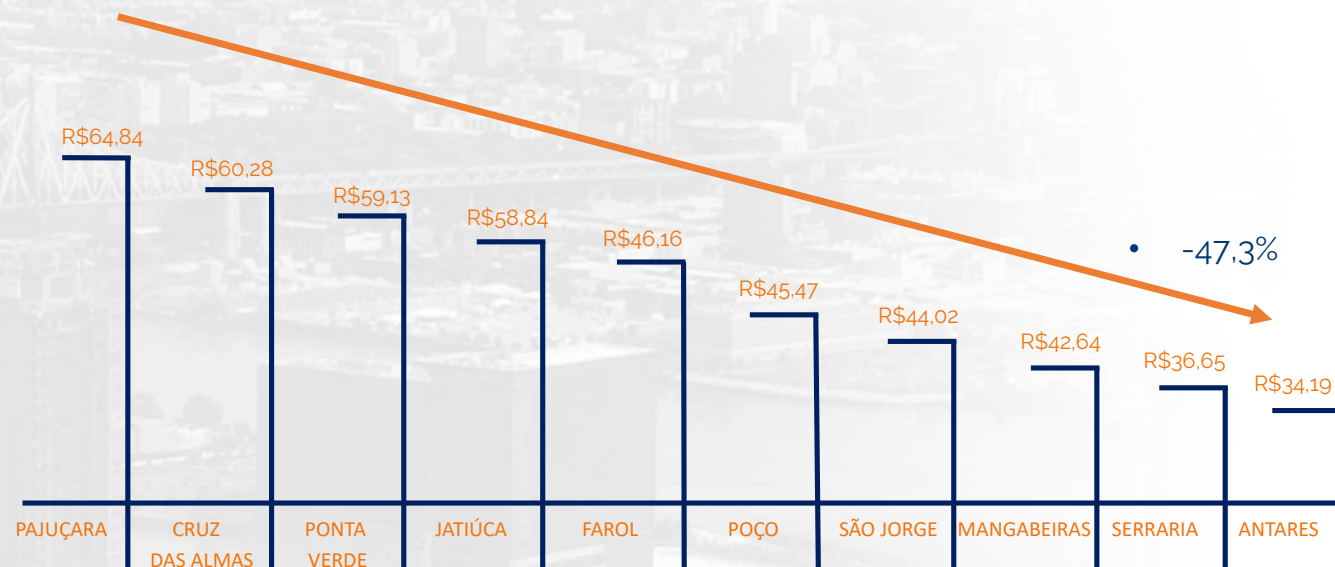 R$64,84
R$60,28
R$59,13
R$58,84
R$46,16
R$45,47
R$44,02
R$42,64
R$36,65
R$34,19
• -47,3%
PAJUÇARA
CRUZ
DAS ALMAS
PONTA
VERDE
JATIÚCA
FAROL
POÇO
SÃO JORGE
MANGABEIRAS
SERRARIA
ANTARES